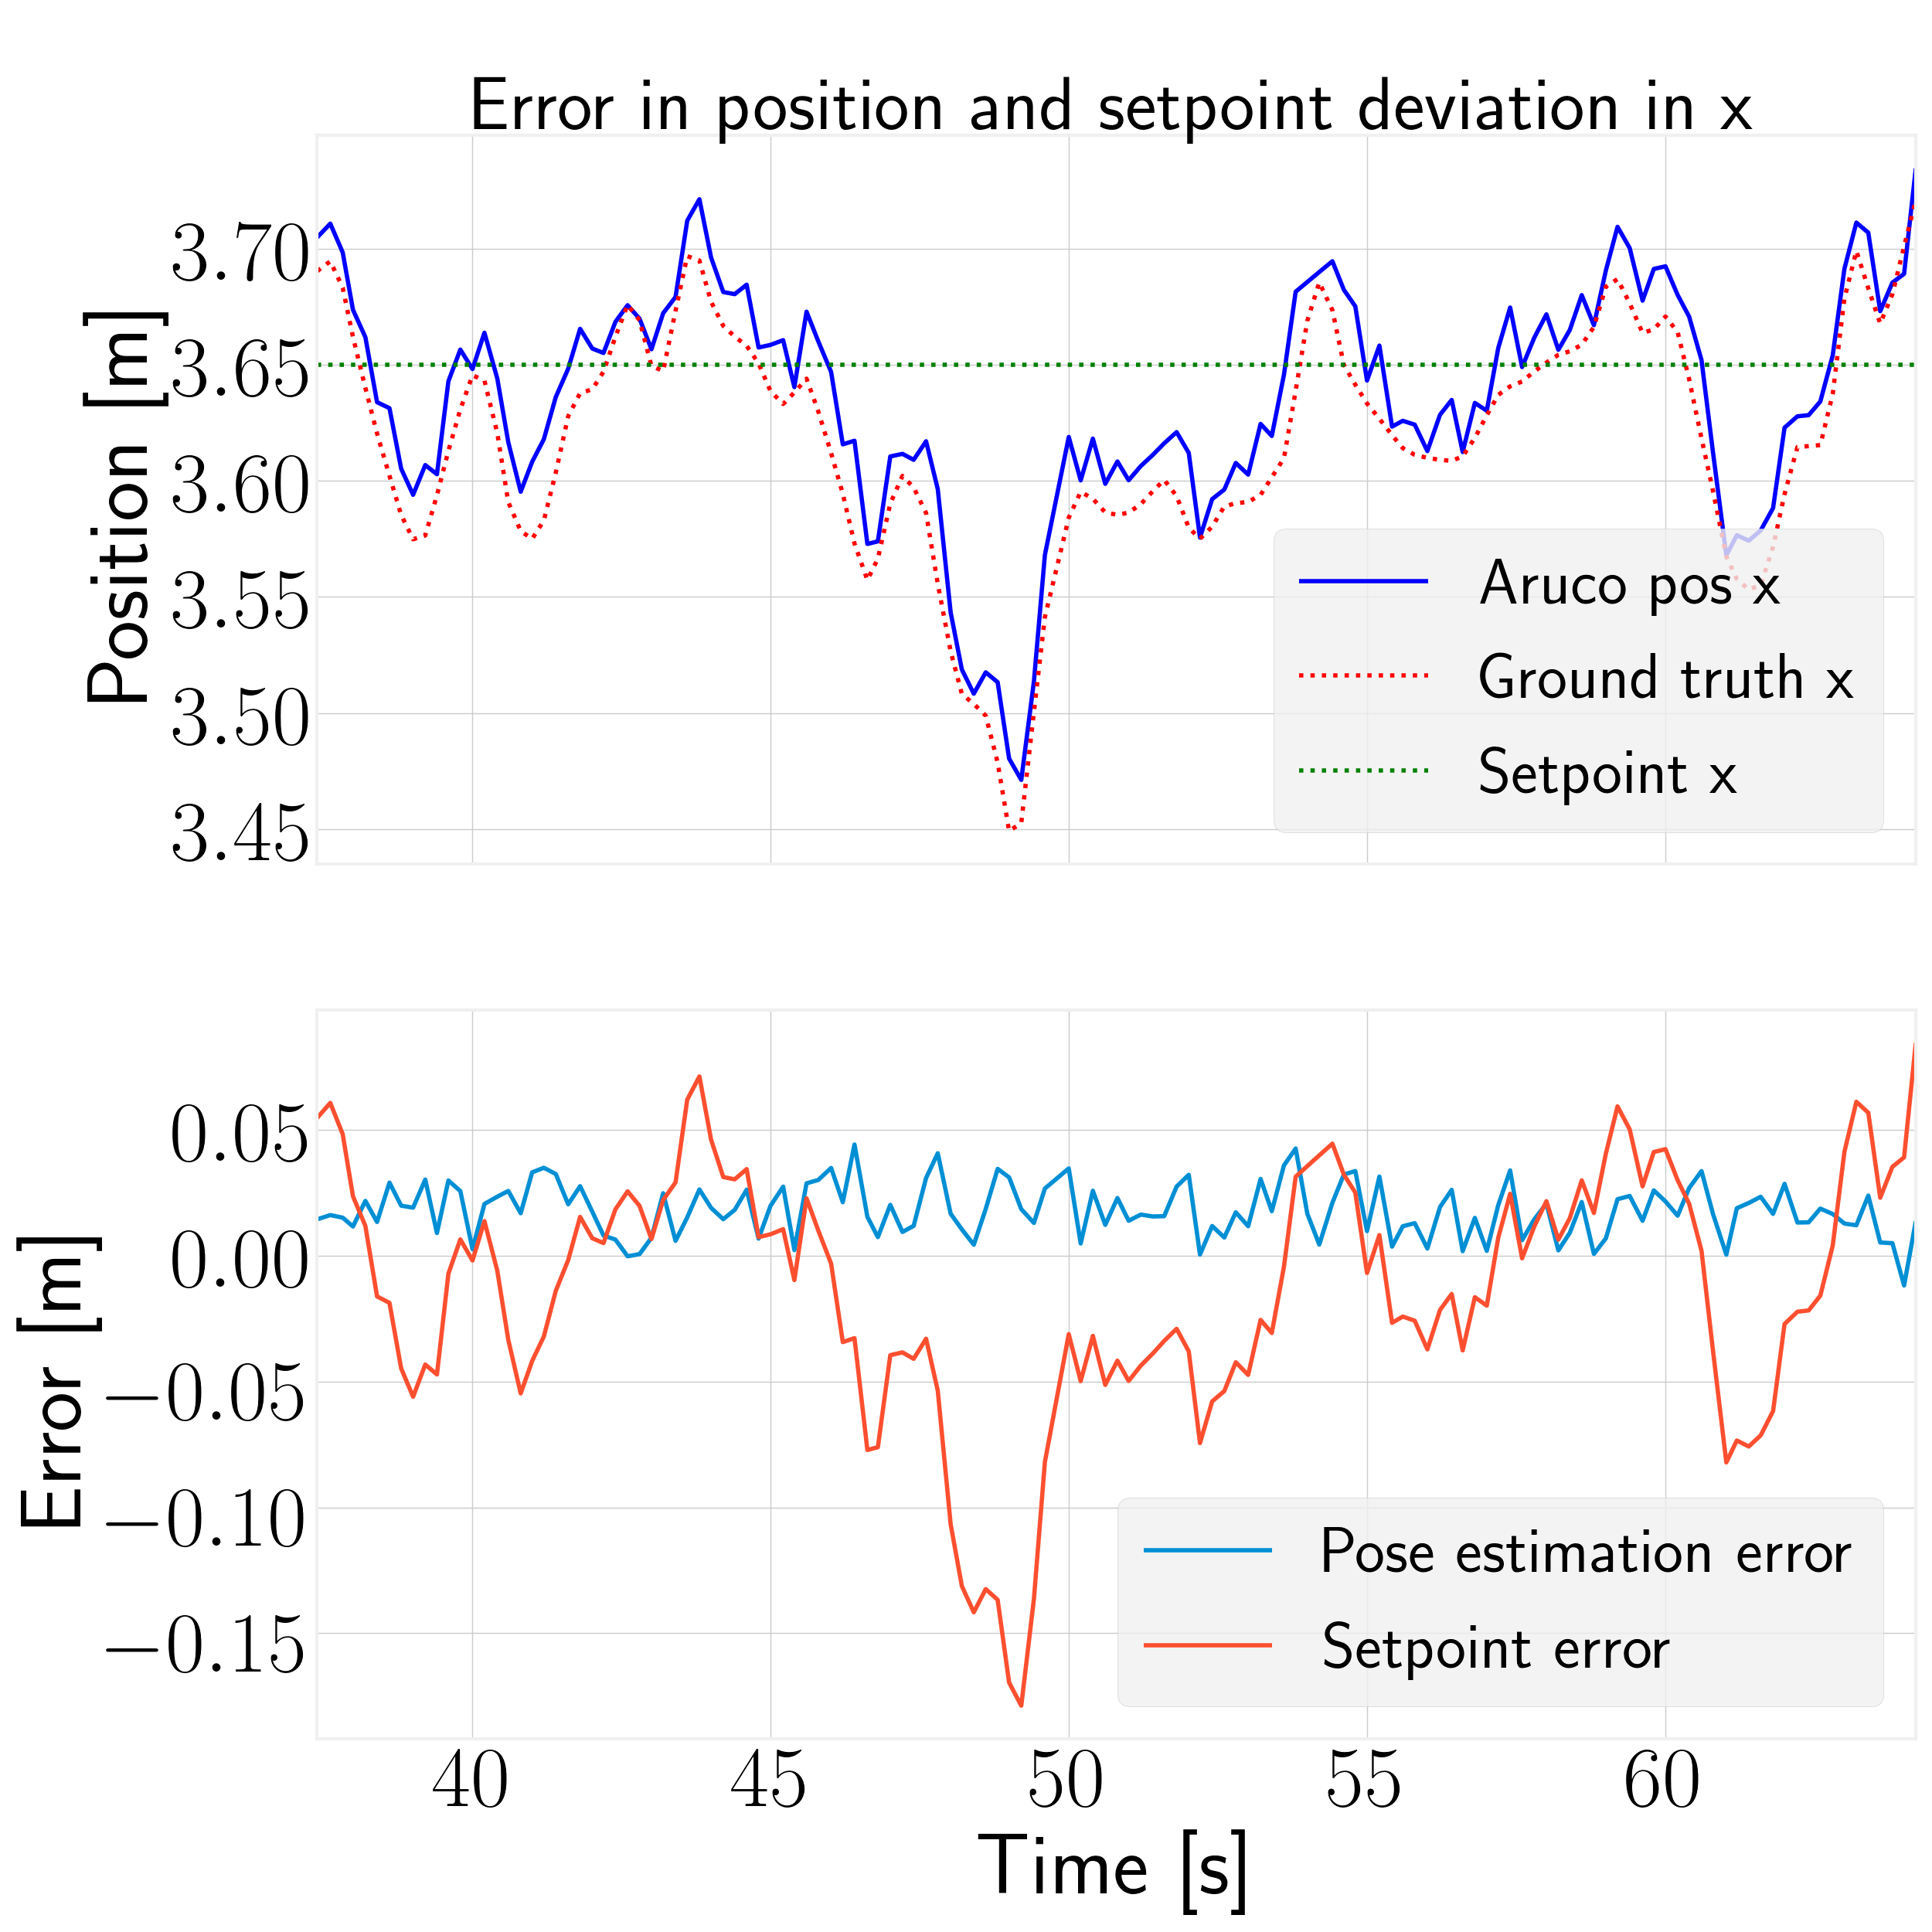 Error in position and setpoint deviation in x
Position [m]
3.70
3.65
3.60
3.55
3.50
3.45
Aruco pos x
Ground truth x
Setpoint x
Error [m]
0.05
0.00
−0.05
−0.10
−0.15
Pose estimation error
Setpoint error
40 45 50 55 60
Time [s]